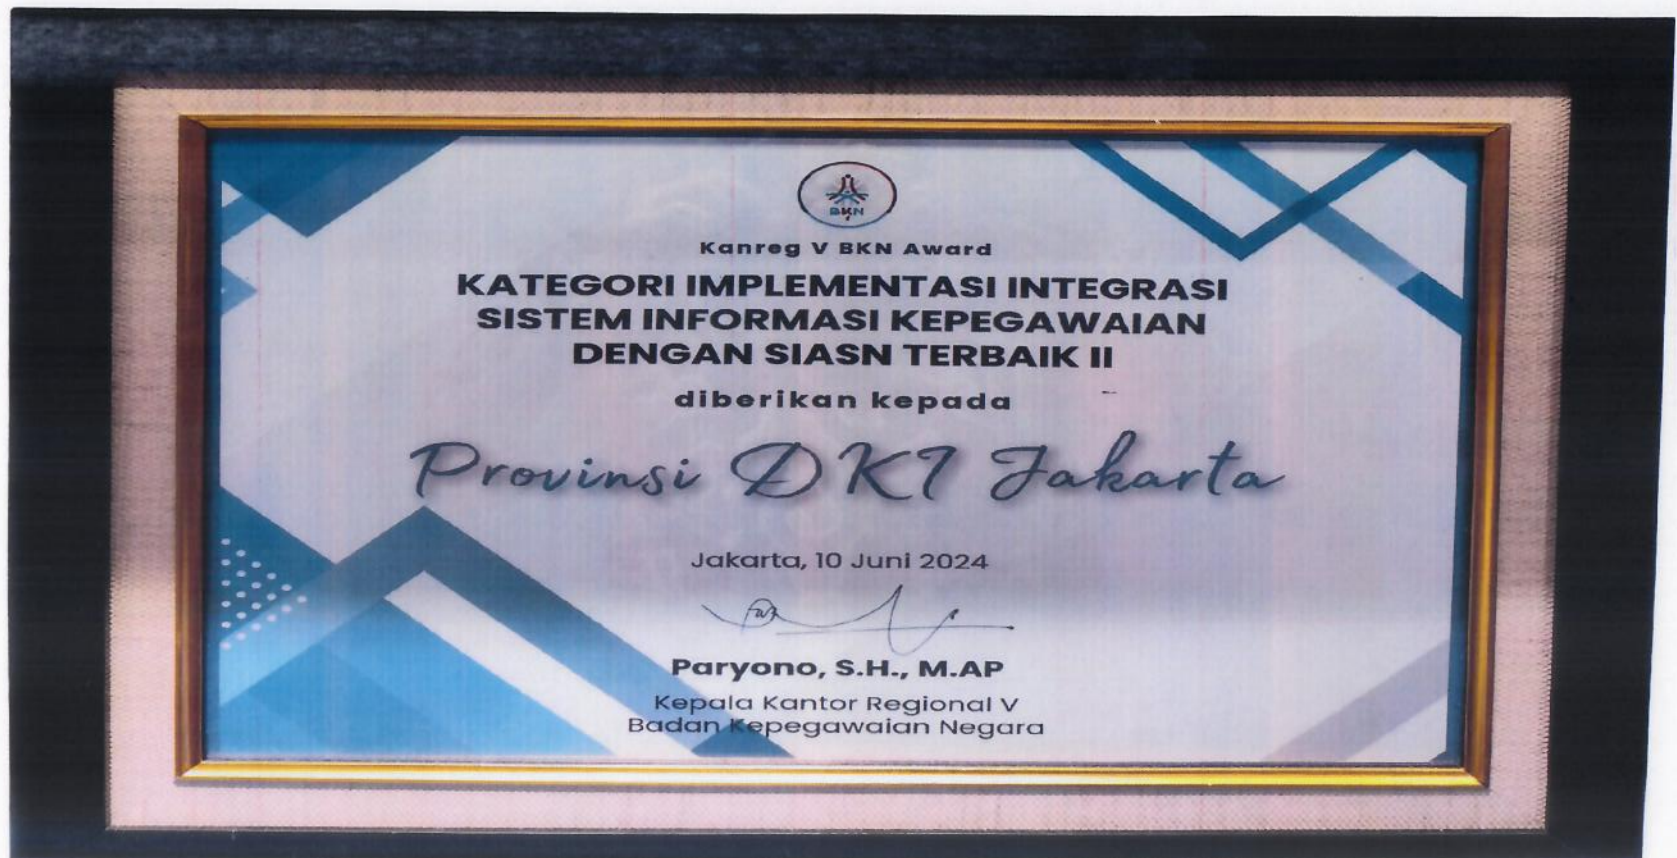 BKN
Kanreg V BKN Award
KATEGORI IMPLEMENTASI INTEGRASI
SISTEM INFORMASI KEPEGAWAIAN
DENGAN SIASN TERBAIK II
diberikan kepada
Provinsi DKI Jakarta
Jakarta, 10 Juni 2024
Paryono, S.H., M.AP
Kepala Kantor Regional V
Badan Kepegawaian Negara